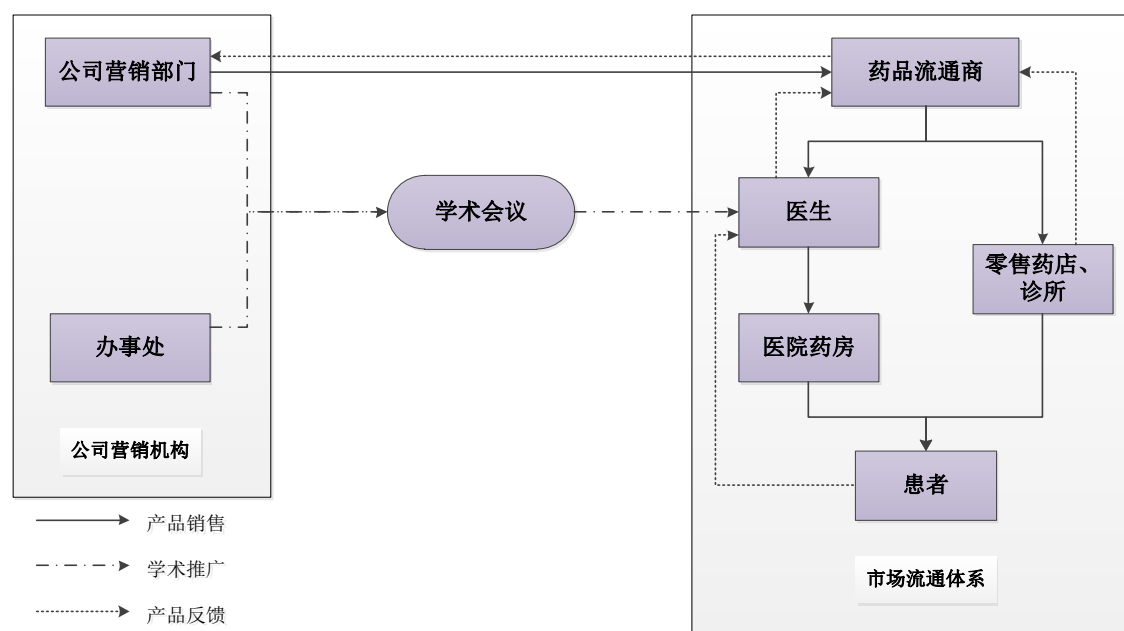 公司营销部门
药品流通商
学术会议
医生
零售药店、
诊所
办事处
医院药房
公司营销机构
患者
产品销售
学术推广
市场流通体系
产品反馈